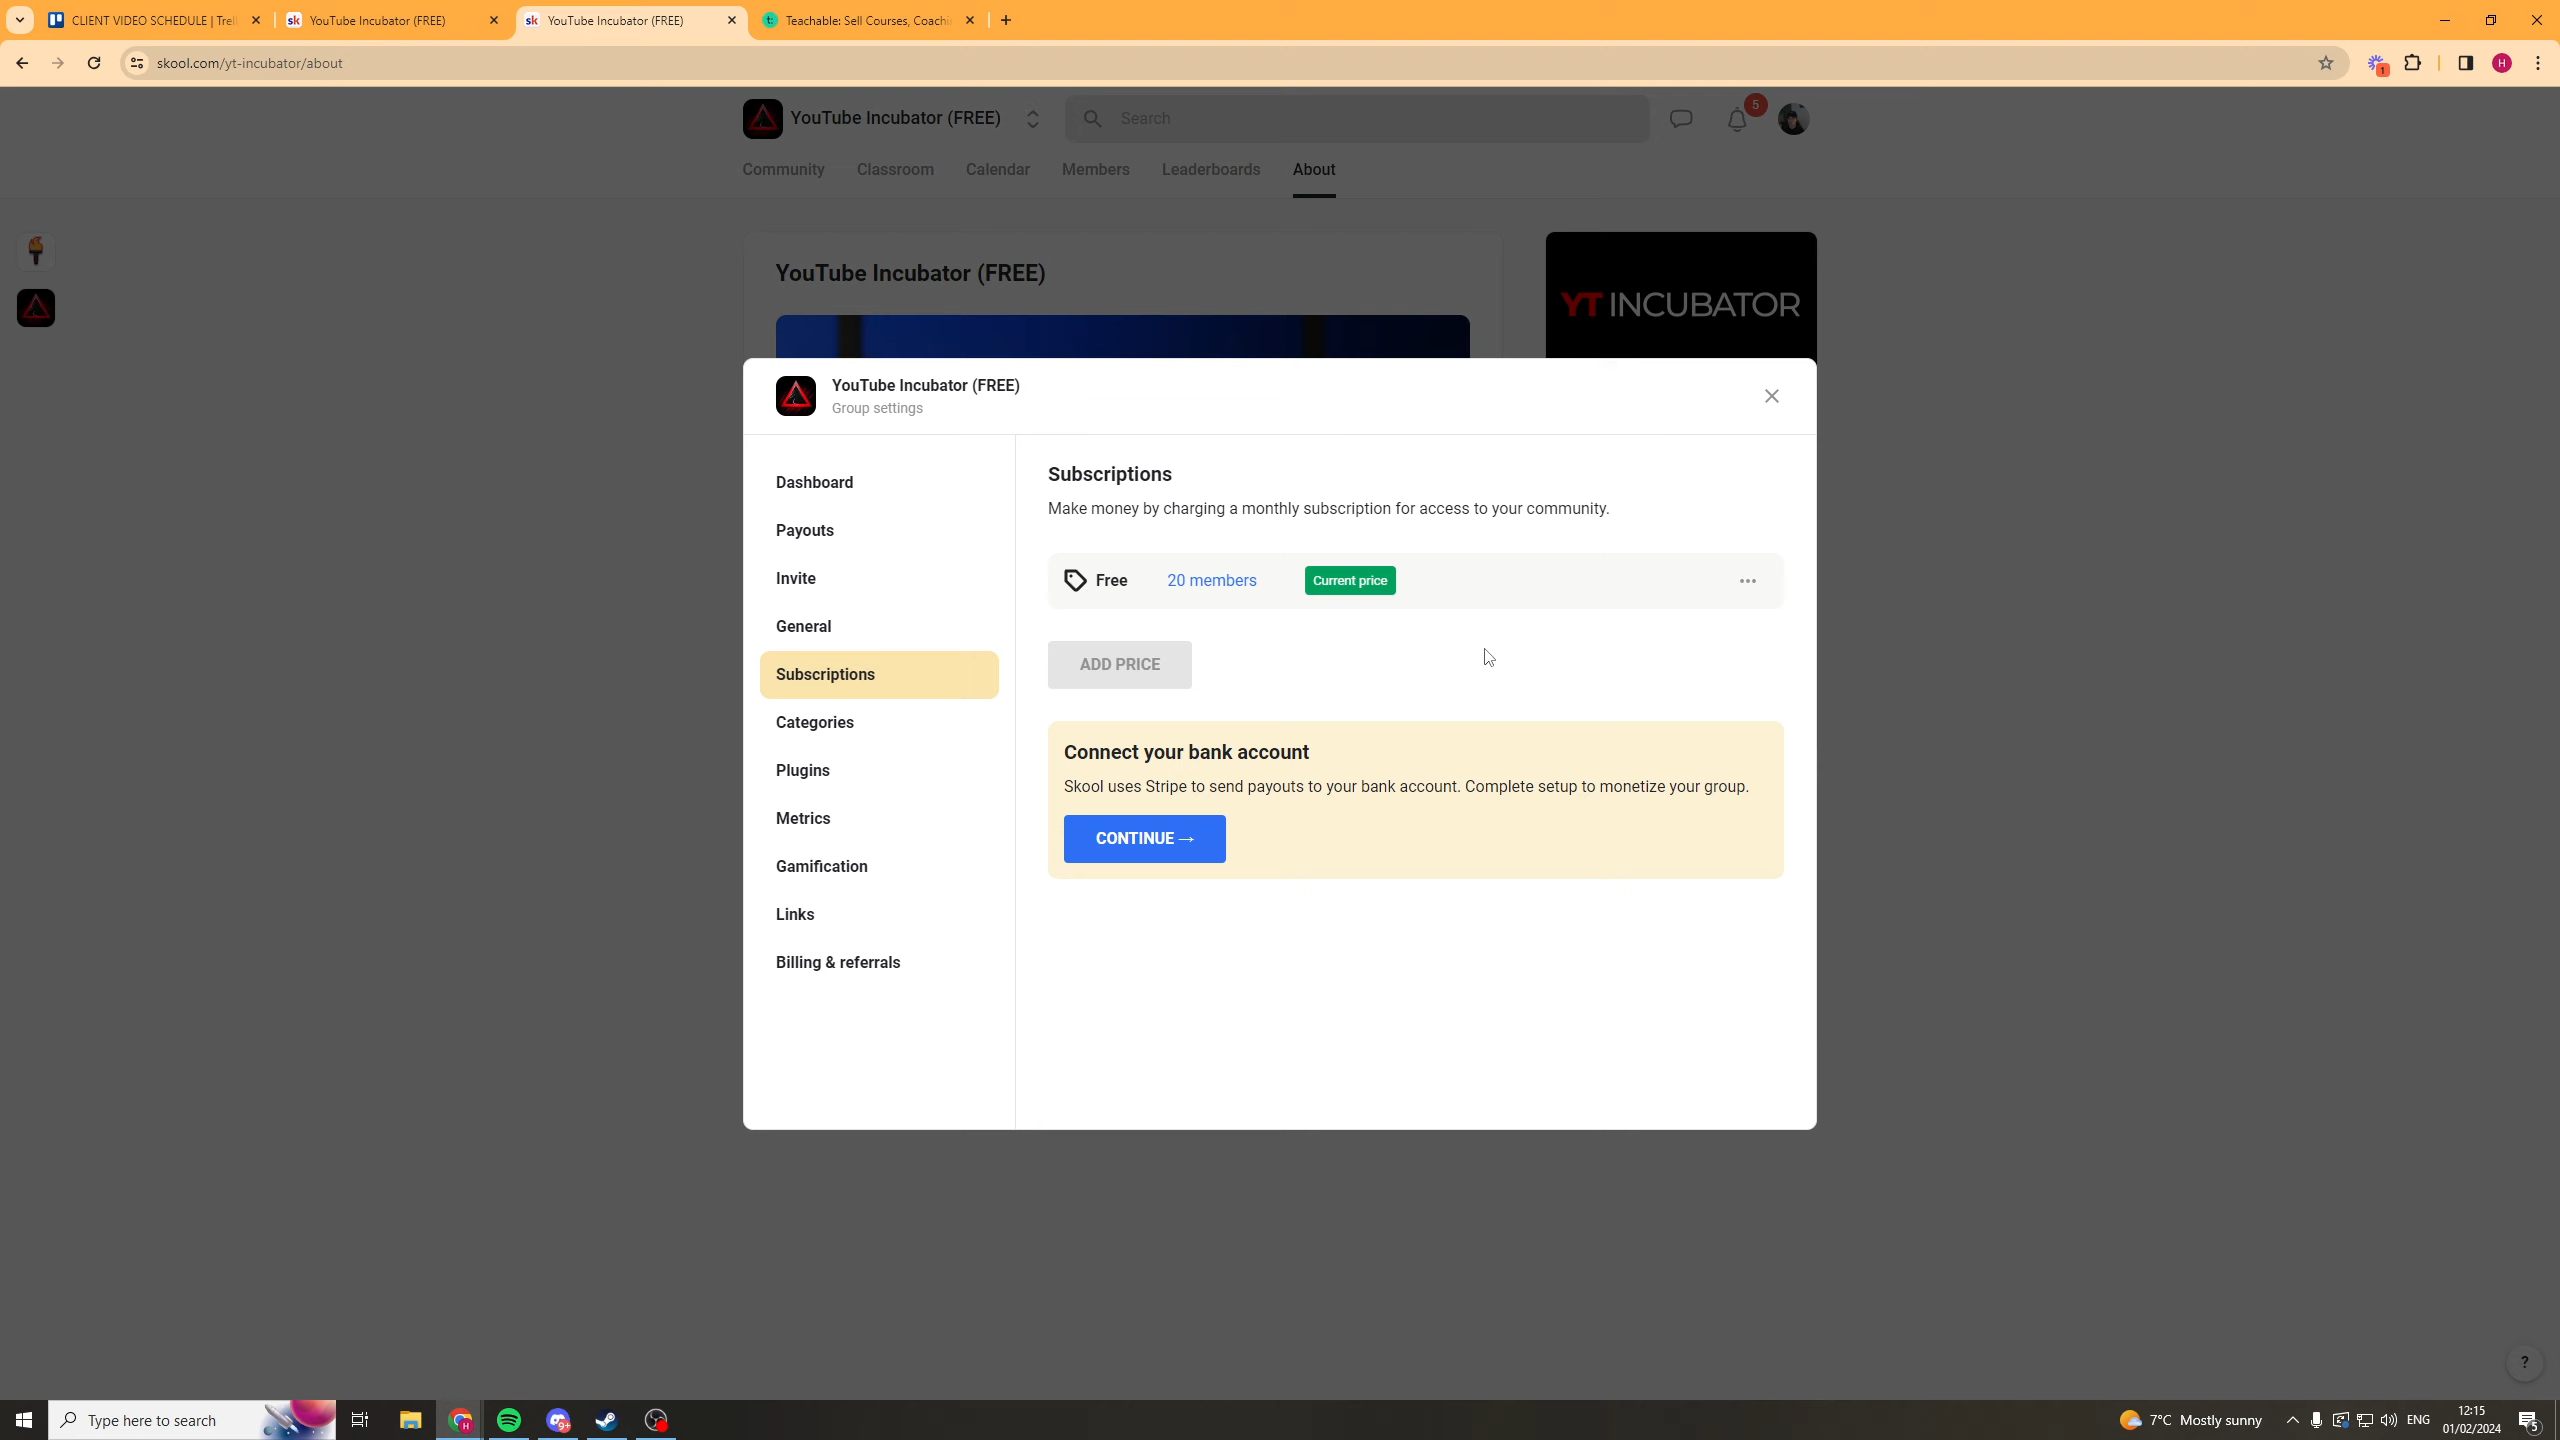 CLIENT VIDEO SCHEDULE | Trel
YouTube Incubator (FREE)
YouTube Incubator (FREE)
Teachable: Sell Courses, Coachi
skool.com/yt-incubator/about
1
H
YouTube Incubator (FREE)
Search
5
Community
Classroom
Calendar
Members
Leaderboards
About
YouTube Incubator (FREE)
YT INCUBATOR
YouTube Incubator (FREE)
Group settings
Dashboard
Payouts
Invite
General
Subscriptions
Categories
Plugins
Metrics
Gamification
Links
Billing & referrals
Subscriptions
Make money by charging a monthly subscription for access to your community.
Free
20 members
Current price
ADD PRICE
Connect your bank account
Skool uses Stripe to send payouts to your bank account. Complete setup to monetize your group.
CONTINUE →
?
Type here to search
H
9+
7°C Mostly sunny
ENG
12:15
01/02/2024
5